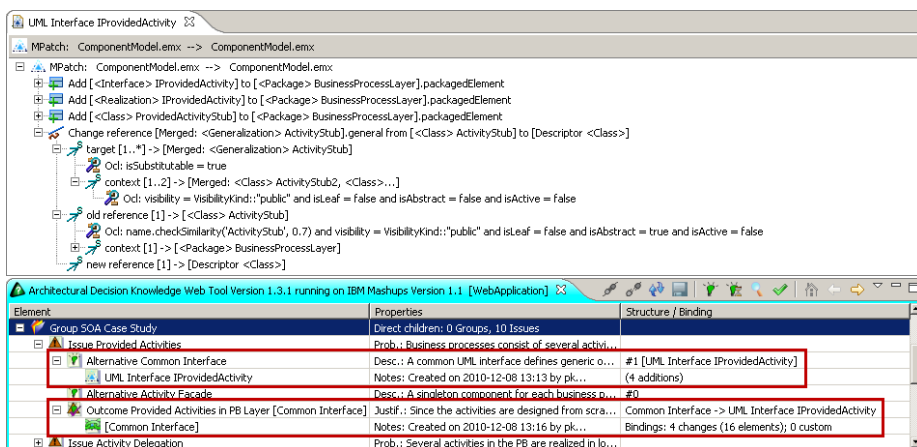 UML Interface IProvidedActivity
MPatch: ComponentModel.emx --> ComponentModel.emx
MPatch: ComponentModel.emx --> ComponentModel.emx
Add [<Interface> IProvidedActivity] to [<Package> BusinessProcessLayer].packagedElement
Add [<Realization> IProvidedActivity] to [<Package> BusinessProcessLayer].packagedElement
Add [<Class> ProvidedActivityStub] to [<Package> BusinessProcessLayer].packagedElement
Change reference [Merged: <Generalization> ActivityStub].general from [<Class> ActivityStub] to [Descriptor <Class>]
target [1..*] -> [Merged: <Generalization> ActivityStub]
Ocl: isSubstitutable = true
context [1..2] -> [Merged: <Class> ActivityStub2, <Class>...]
Ocl: visibility = VisibilityKind::"public" and isLeaf = false and isAbstract = false and isActive = false
old reference [1] -> [<Class> ActivityStub]
Ocl: name.checkSimilarity('ActivityStub', 0.7) and visibility = VisibilityKind::"public" and isLeaf = false and isAbstract = true and isActive = false
context [1] -> [<Package> BusinessProcessLayer]
new reference [1] -> [Descriptor <Class>]
Architectural Decision Knowledge Web Tool Version 1.3.1 running on IBM Mashups Version 1.1 [WebApplication]
Element Properties Structure / Binding
Group SOA Case Study Direct children: 0 Groups, 10 Issues
Issue Provided Activities Prob.: Business processes consist of several activi...
Alternative Common Interface Desc.: A common UML interface defines generic o... #1 [UML Interface IProvidedActivity]
UML Interface IProvidedActivity Notes: Created on 2010-12-08 13:13 by pk... (4 additions)
Alternative Activity Facade Desc.: A singleton component for each business p... #0
Outcome Provided Activities in PB Layer [Common Interface] Justif.: Since the activities are designed from scra... Common Interface -> UML Interface IProvidedActivity
[Common Interface] Notes: Created on 2010-12-08 13:16 by pk... Bindings: 4 changes (16 elements); 0 custom
Issue Activity Delegation Prob.: Several activities in the PB are realized in lo...